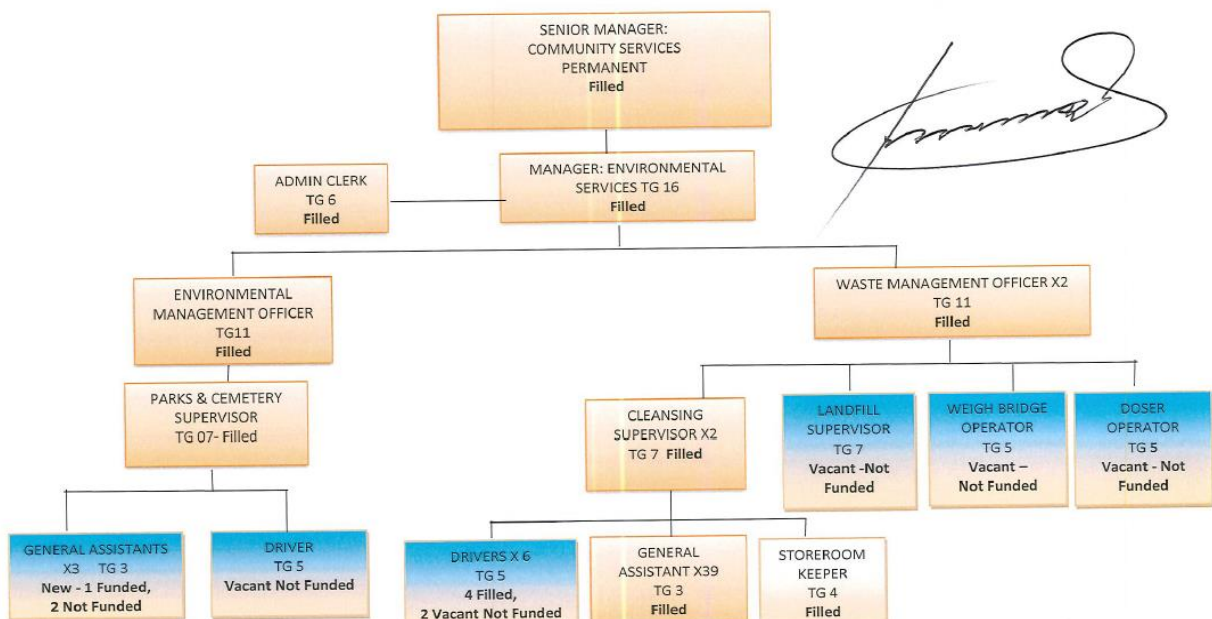 SENIOR MANAGER:
COMMUNITY SERVICES
PERMANENT
Filled
ADMIN CLERK
TG 6
Filled
MANAGER: ENVIRONMENTAL
SERVICES TG 16
Filled
ENVIRONMENTAL
MANAGEMENT OFFICER
TG11
Filled
WASTE MANAGEMENT OFFICER X2
TG 11
Filled
PARKS & CEMETERY
SUPERVISOR
TG 07- Filled
CLEANSING
SUPERVISOR X2
TG 7 Filled
LANDFILL
SUPERVISOR
TG 7
Vacant -Not
Funded
WEIGH BRIDGE
OPERATOR
TG 5
Vacant –
Not Funded
DOSER
OPERATOR
TG 5
Vacant - Not
Funded
GENERAL ASSISTANTS
X3 TG 3
New - 1 Funded,
2 Not Funded
DRIVER
TG 5
Vacant Not Funded
DRIVERS X 6
TG 5
4 Filled,
2 Vacant Not Funded
GENERAL
ASSISTANT X39
TG 3
Filled
STOREROOM
KEEPER
TG 4
Filled